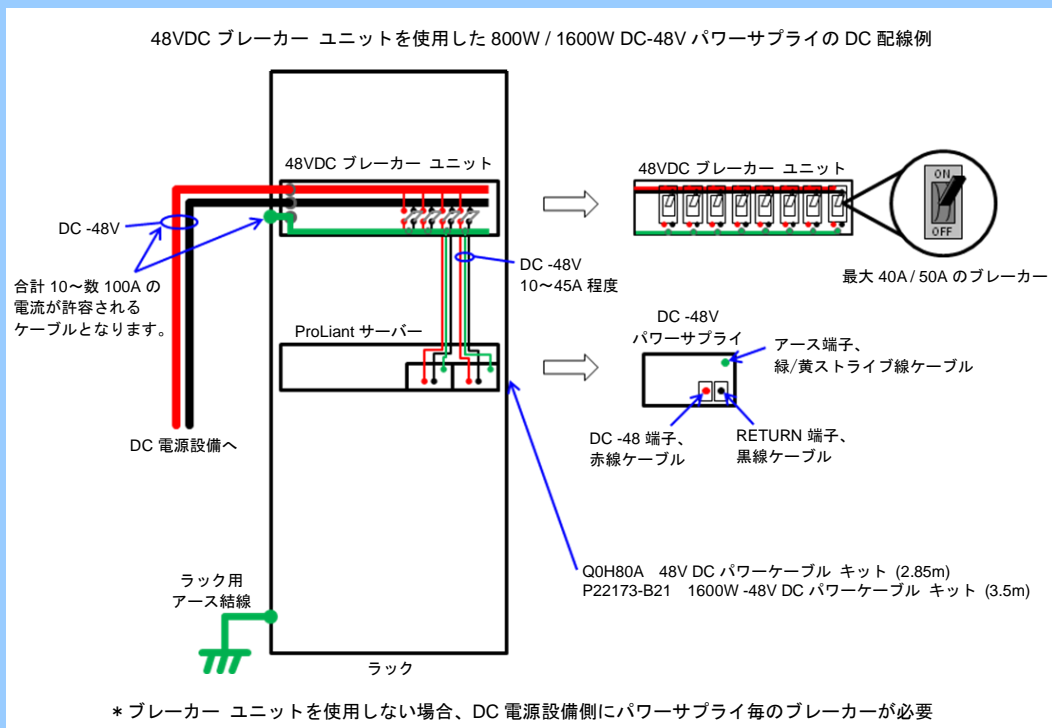 48VDC ブレーカー ユニットを使用した 800W / 1600W DC-48V パワーサプライの DC 配線例
48VDC ブレーカー ユニット
48VDC ブレーカー ユニット
ON
OFF
DC -48V
最大 40A / 50A のブレーカー
合計 10～数 100A の
電流が許容される
ケーブルとなります。
DC -48V
10～45A 程度
ProLiant サーバー
DC -48V
パワーサプライ
アース端子、
緑/黄ストライブ線ケーブル
DC 電源設備へ
DC -48 端子、
赤線ケーブル
RETURN 端子、
黒線ケーブル
Q0H80A 48V DC パワーケーブル キット (2.85m)
P22173-B21 1600W -48V DC パワーケーブル キット (3.5m)
ラック用
アース結線
ラック
* ブレーカー ユニットを使用しない場合、DC 電源設備側にパワーサプライ毎のブレーカーが必要